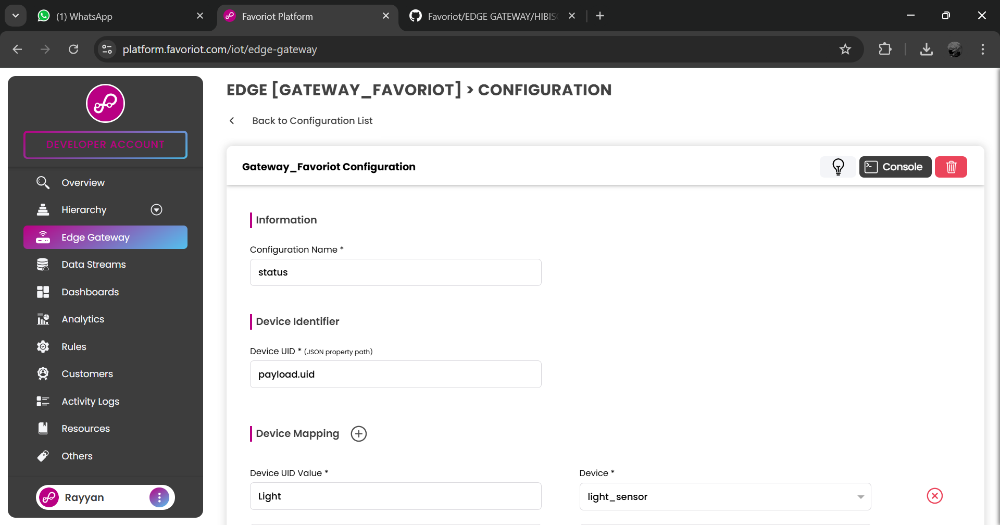 (1) WhatsApp
Favoriot Platform
Favoriot/EDGE GATEWAY/HIBISC
platform.favoriot.com/iot/edge-gateway
DEVELOPER ACCOUNT
Overview
Hierarchy
Edge Gateway
Data Streams
Dashboards
Analytics
Rules
Customers
Activity Logs
Resources
Others
Rayyan
EDGE [GATEWAY_FAVORIOT] > CONFIGURATION
Back to Configuration List
Gateway_Favoriot Configuration
Console
Information
Configuration Name *
status
Device Identifier
Device UID * (JSON property path)
payload.uid
Device Mapping
Device UID Value *
Light
Device *
light_sensor